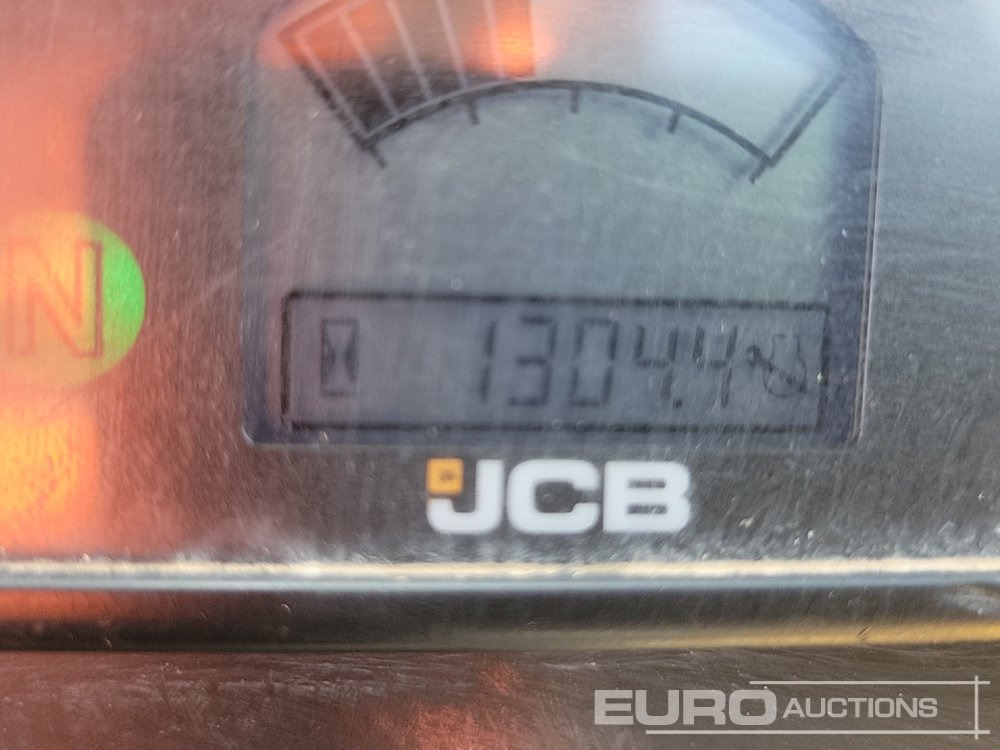 N
1304.4
JCB
EURO AUCTIONS